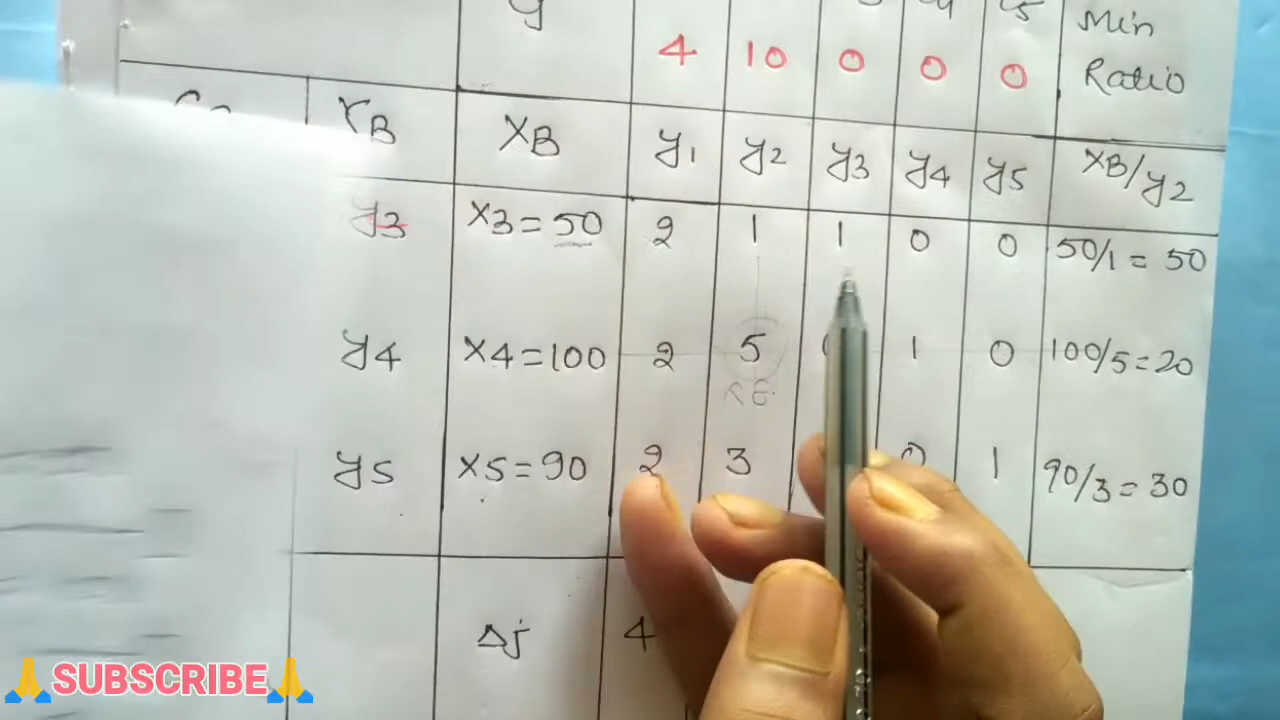 Min
4 10 0 0 0 Ratio
YB XB y1 y2 y3 y4 y5 XB/y2
y3 x3=50 2 1 1 0 0 50/1=50
y4 x4=100 2 5 1 0 100/5=20
y5 x5=90 2 3 0 1 90/3=30
Δj 4
🙏SUBSCRIBE🙏